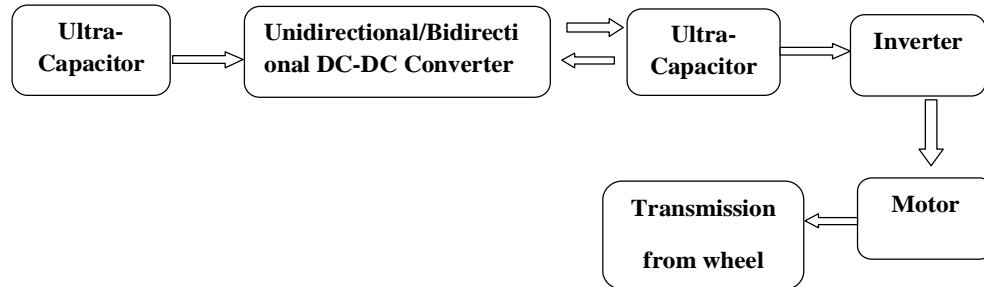 Ultra-
Capacitor
Unidirectional/Bidirecti
onal DC-DC Converter
Ultra-
Capacitor
Inverter
Motor
Transmission
from wheel